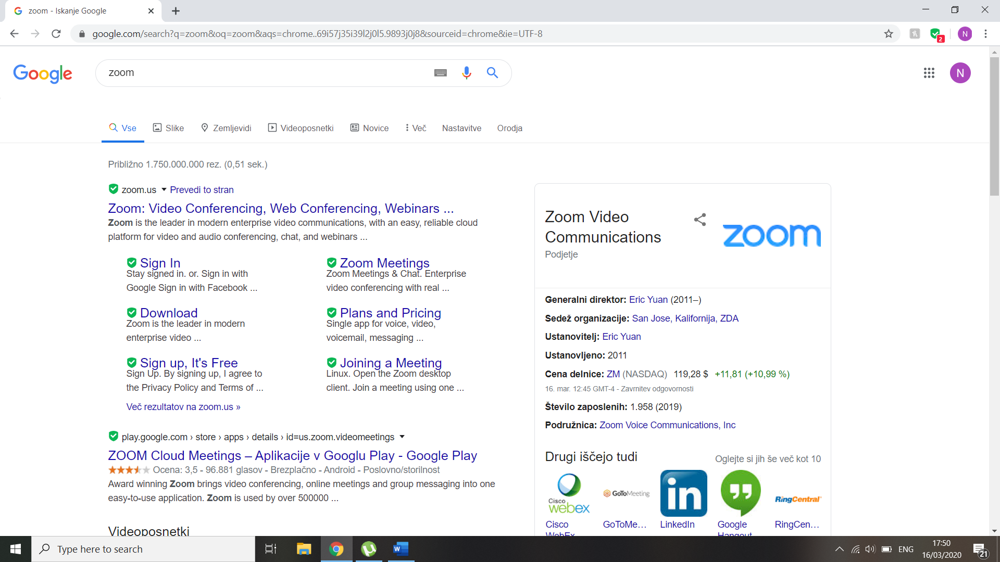 zoom - Iskanje Google
google.com/search?q=zoom&oq=zoom&aqs=chrome..69i57j35i39l2j0l5.9893j0j8&sourceid=chrome&ie=UTF-8
2
N
Google
zoom
N
Vse
Slike
Zemljevidi
Videoposnetki
Novice
Več
Nastavitve
Orodja
Približno 1.750.000.000 rez. (0,51 sek.)
zoom.us
Prevedi to stran
Zoom: Video Conferencing, Web Conferencing, Webinars ...
Zoom is the leader in modern enterprise video communications, with an easy, reliable cloud
platform for video and audio conferencing, chat, and webinars ...
Sign In
Stay signed in. or. Sign in with
Google Sign in with Facebook ...
Zoom Meetings
Zoom Meetings & Chat. Enterprise
video conferencing with real ...
Download
Zoom is the leader in modern
enterprise video ...
Plans and Pricing
Single app for voice, video,
voicemail, messaging ...
Sign up, It's Free
Sign Up. By signing up, I agree to
the Privacy Policy and Terms of ...
Joining a Meeting
Linux. Open the Zoom desktop
client. Join a meeting using one ...
Več rezultatov na zoom.us »
play.google.com › store › apps › details › id=us.zoom.videomeetings
ZOOM Cloud Meetings – Aplikacije v Googlu Play - Google Play
Ocena: 3,5 - 96.881 glasov - Brezplačno - Android - Poslovno/storilnost
Award winning Zoom brings video conferencing, online meetings and group messaging into one
easy-to-use application. Zoom is used by over 500000 ...
Videoposnetki
Zoom Video
Communications
Podjetje
zoom
Generalni direktor: Eric Yuan (2011–)
Sedež organizacije: San Jose, Kalifornija, ZDA
Ustanovitelj: Eric Yuan
Ustanovljeno: 2011
Cena delnice: ZM (NASDAQ) 119,28 $ +11,81 (+10,99 %)
16. mar. 12:45 GMT-4 - Zavrnitev odgovornosti
Število zaposlenih: 1.958 (2019)
Podružnica: Zoom Voice Communications, Inc
Drugi iščejo tudi
Oglejte si jih še več kot 10
Cisco
webex
GoToMeeting
in
RingCentral
Cisco
WebEx
GoToMe...
LinkedIn
Google
Hangout
RingCen...
Type here to search
W
ENG
17:50
16/03/2020
21